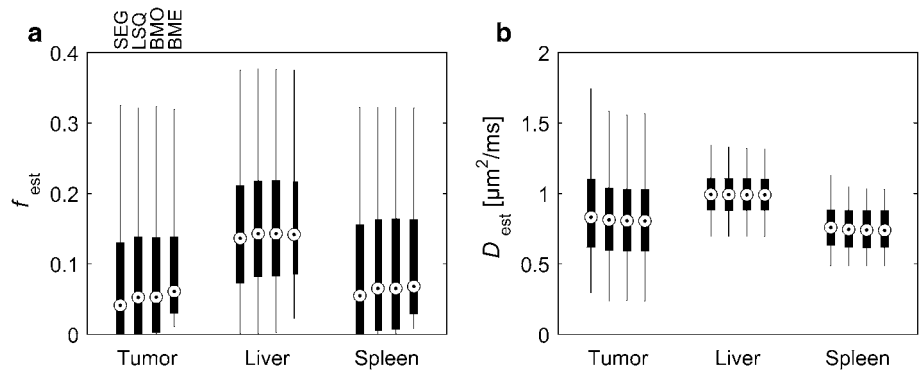 SEG
LSQ
BMO
BME
a
0.4
0.3
0.2
0.1
0
f est
Tumor Liver Spleen
b
2
1.5
1
0.5
0
D est [µm²/ms]
Tumor Liver Spleen